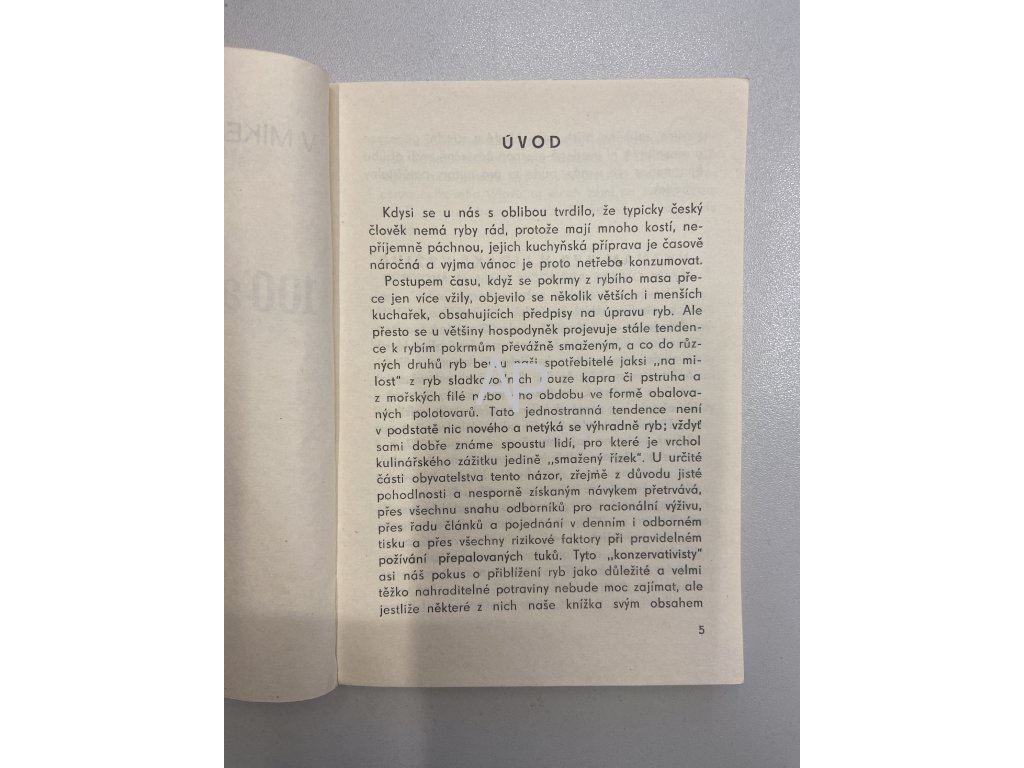 ÚVOD
Kdysi se u nás s oblibou tvrdilo, že typicky český
člověk nemá ryby rád, protože mají mnoho kostí, ne-
příjemně páchnou, jejich kuchyňská příprava je časově
náročná a vyjma vánoc je proto netřeba konzumovat.
Postupem času, když se pokrmy z rybího masa pře-
ce jen více vžily, objevilo se několik větších i menších
kuchařek, obsahujících předpisy na úpravu ryb. Ale
přesto se u většiny hospodyněk projevuje stále tenden-
ce k rybím pokrmům převážně smaženým, a co do růz-
ných druhů ryb berou naši spotřebitelé jaksi „na mi-
lost“ z ryb sladkovodních pouze kapra či pstruha a
z mořských filé nebo jeho obdobu ve formě obalova-
ných polotovarů. Tato jednostranná tendence není
v podstatě nic nového a netýká se výhradně ryb; vždyť
sami dobře známe spoustu lidí, pro které je vrchol
kulinářského zážitku jedině „smažený řízek“. U určité
části obyvatelstva tento názor, zřejmě z důvodu jisté
pohodlnosti a nesporně získaným návykem přetrvává,
přes všechnu snahu odborníků pro racionální výživu,
přes řadu článků a pojednání v denním i odborném
tisku a přes všechny rizikové faktory při pravidelném
požívání přepalovaných tuků. Tyto „konzervativisty“
asi náš pokus o přiblížení ryb jako důležité a velmi
těžko nahraditelné potraviny nebude moc zajímat, ale
jestliže některé z nich naše knížka svým obsahem
5
AP